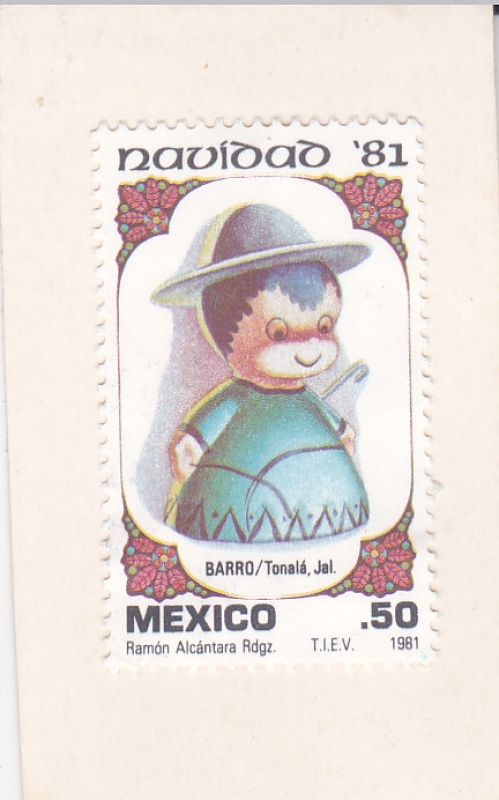 navidad '81
BARRO/Tonalá, Jal.
MEXICO .50
Ramón Alcántara Rdgz. T.I.E.V. 1981